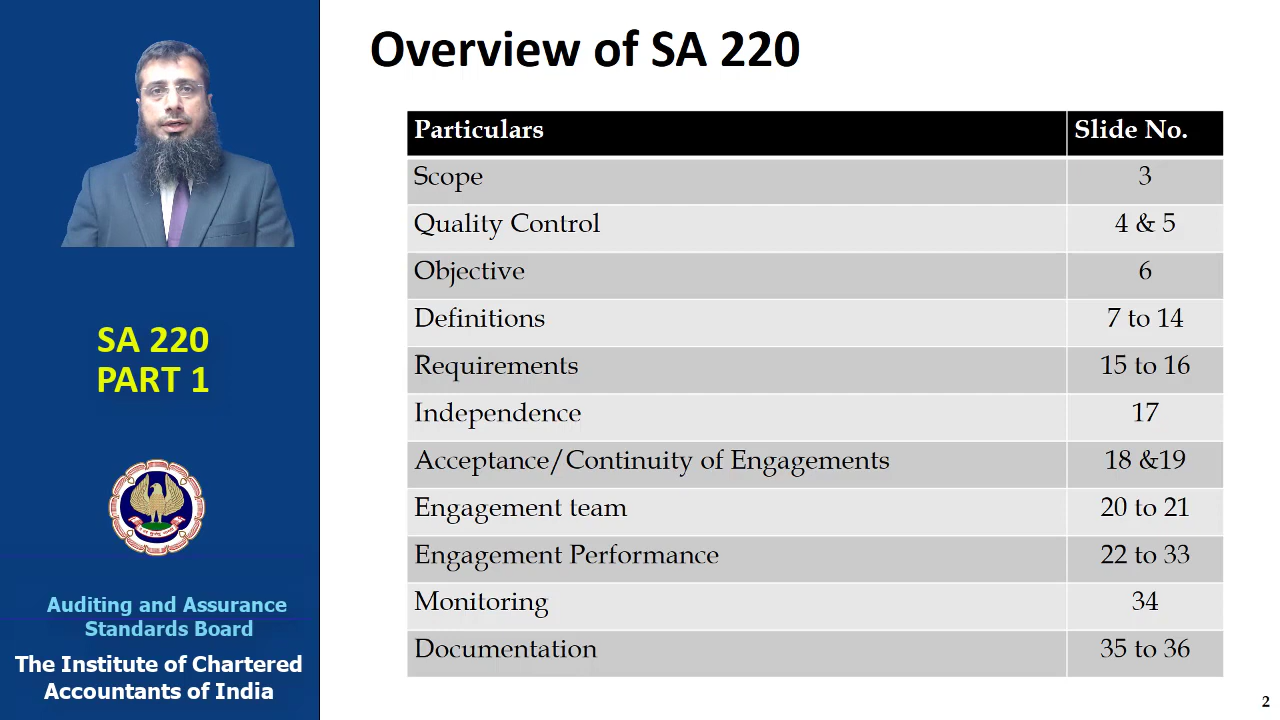 Overview of SA 220
Particulars Slide No.
Scope 3
Quality Control 4 & 5
Objective 6
Definitions 7 to 14
Requirements 15 to 16
Independence 17
Acceptance/Continuity of Engagements 18 &19
Engagement team 20 to 21
Engagement Performance 22 to 33
Monitoring 34
Documentation 35 to 36
SA 220
PART 1
Auditing and Assurance
Standards Board
The Institute of Chartered
Accountants of India
2